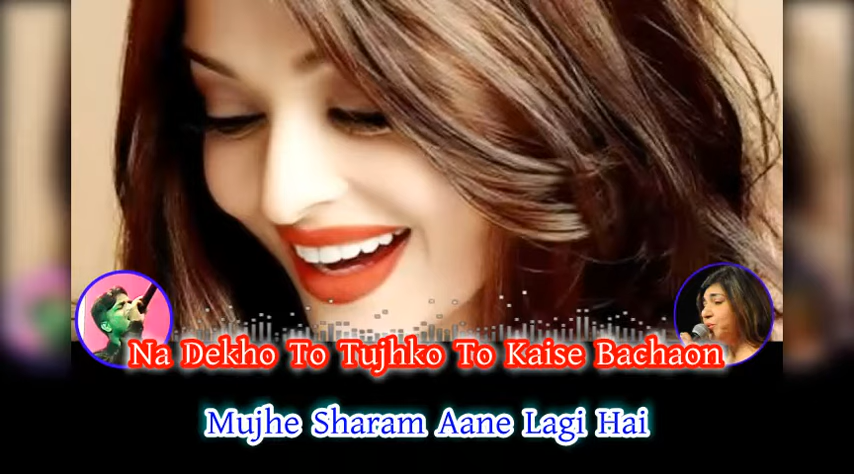 Na Dekho To Tujhko To Kaise Bachaon
Mujhe Sharam Aane Lagi Hai